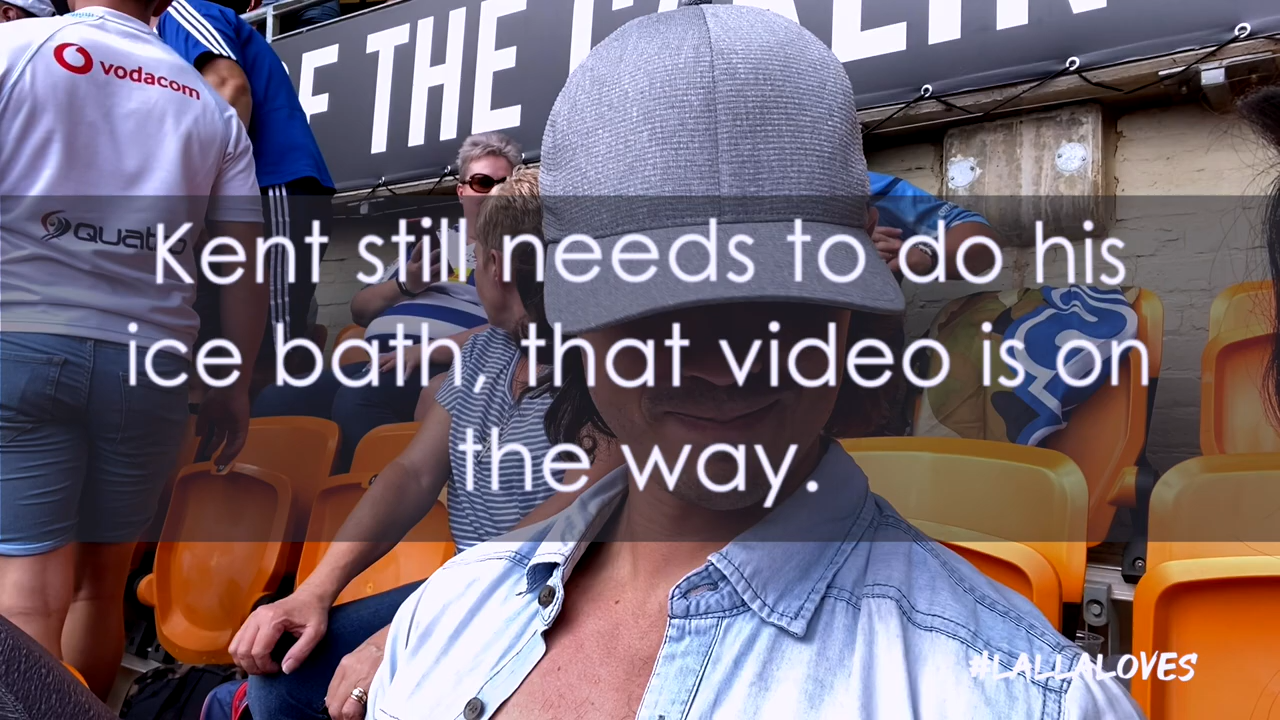 OF THE
vodacom
Kent still needs to do his
ice bath, that video is on
the way.
#LALLALOVES